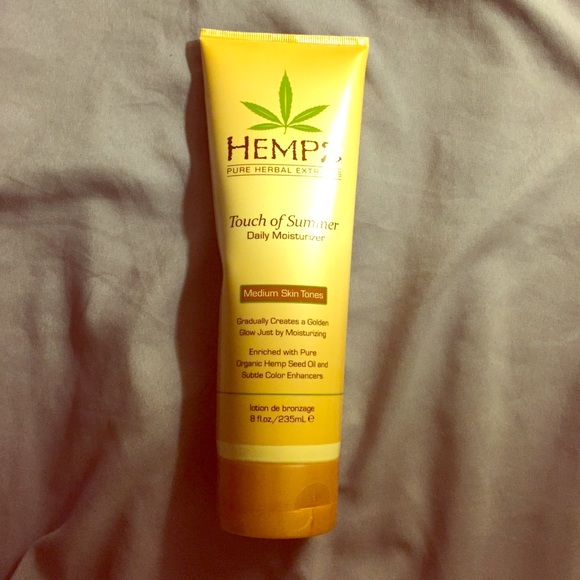 HEMPZ
PURE HERBAL EXTRACTS
Touch of Summer
Daily Moisturizer
Medium Skin Tones
Gradually Creates a Golden
Glow Just by Moisturizing
Enriched with Pure
Organic Hemp Seed Oil and
Subtle Color Enhancers
lotion de bronzage
8 fl.oz./235mL ℮